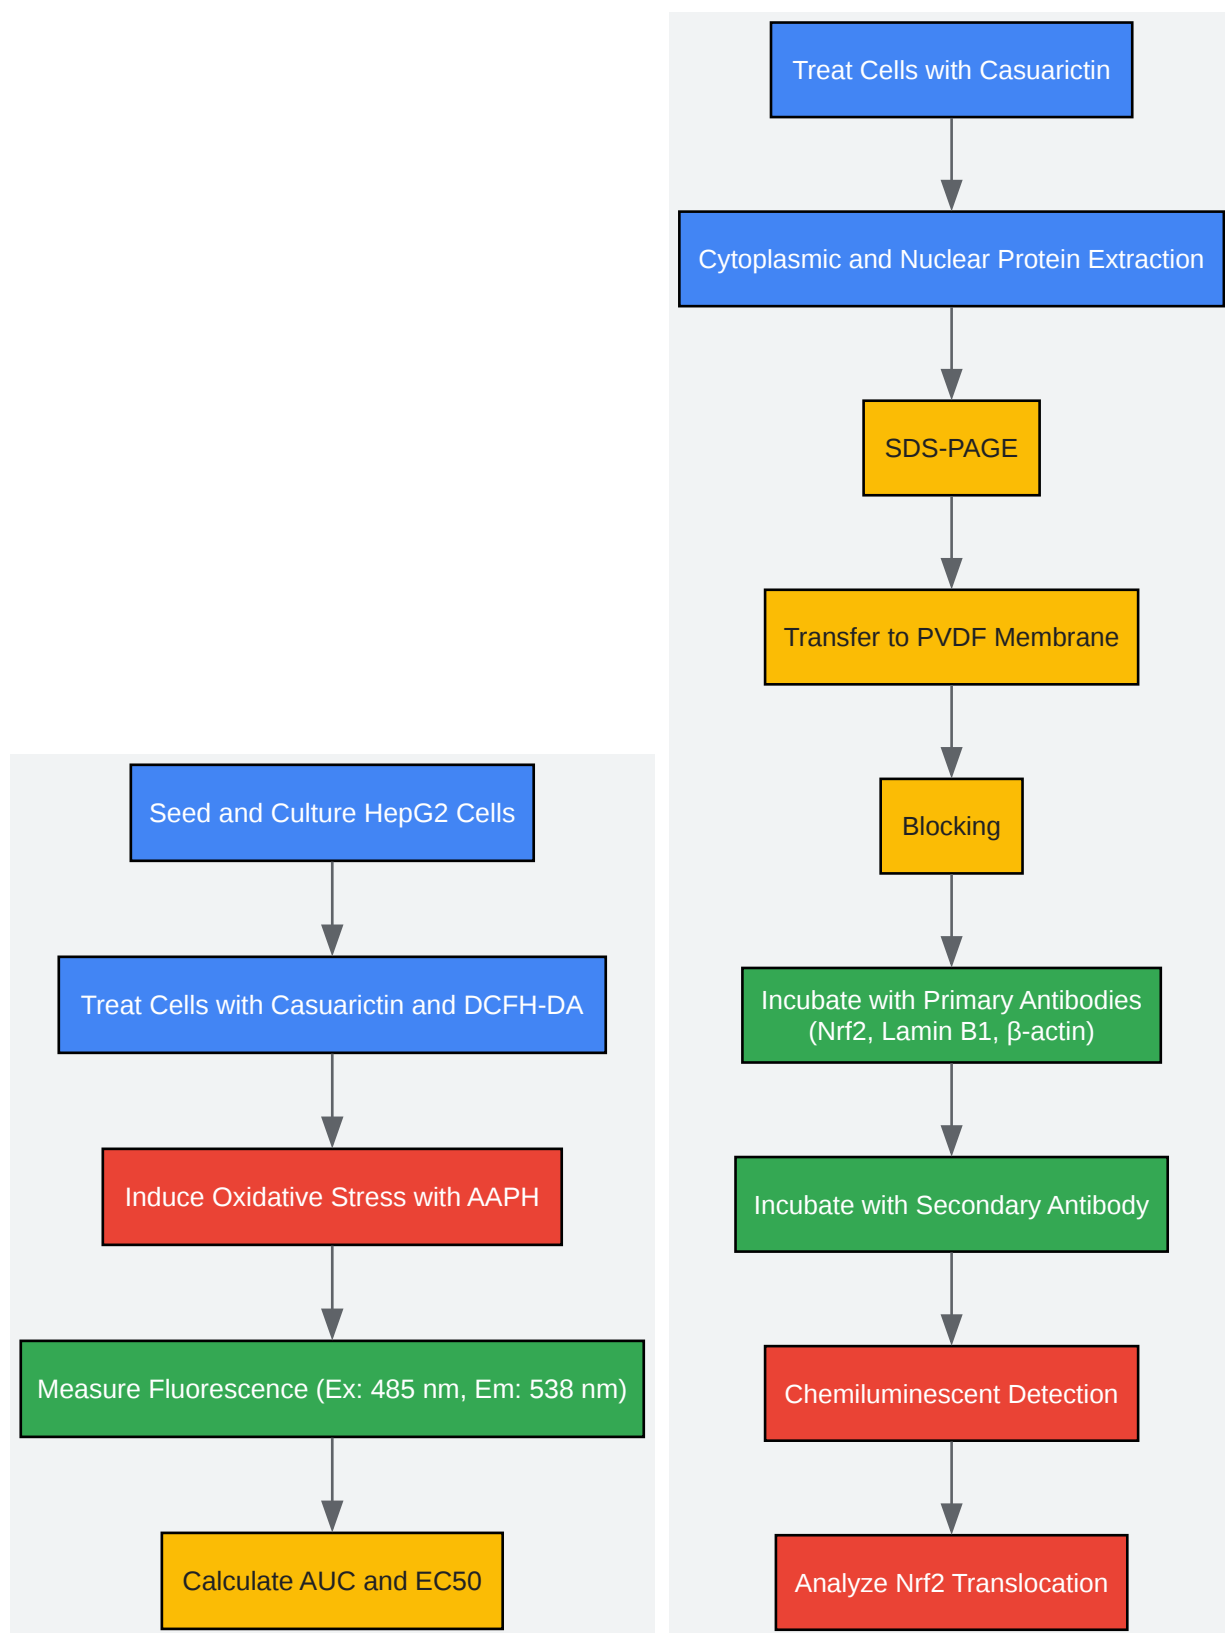 Seed and Culture HepG2 Cells
Treat Cells with Casuarictin and DCFH-DA
Induce Oxidative Stress with AAPH
Measure Fluorescence (Ex: 485 nm, Em: 538 nm)
Calculate AUC and EC50
Treat Cells with Casuarictin
Cytoplasmic and Nuclear Protein Extraction
SDS-PAGE
Transfer to PVDF Membrane
Blocking
Incubate with Primary Antibodies
(Nrf2, Lamin B1, β-actin)
Incubate with Secondary Antibody
Chemiluminescent Detection
Analyze Nrf2 Translocation